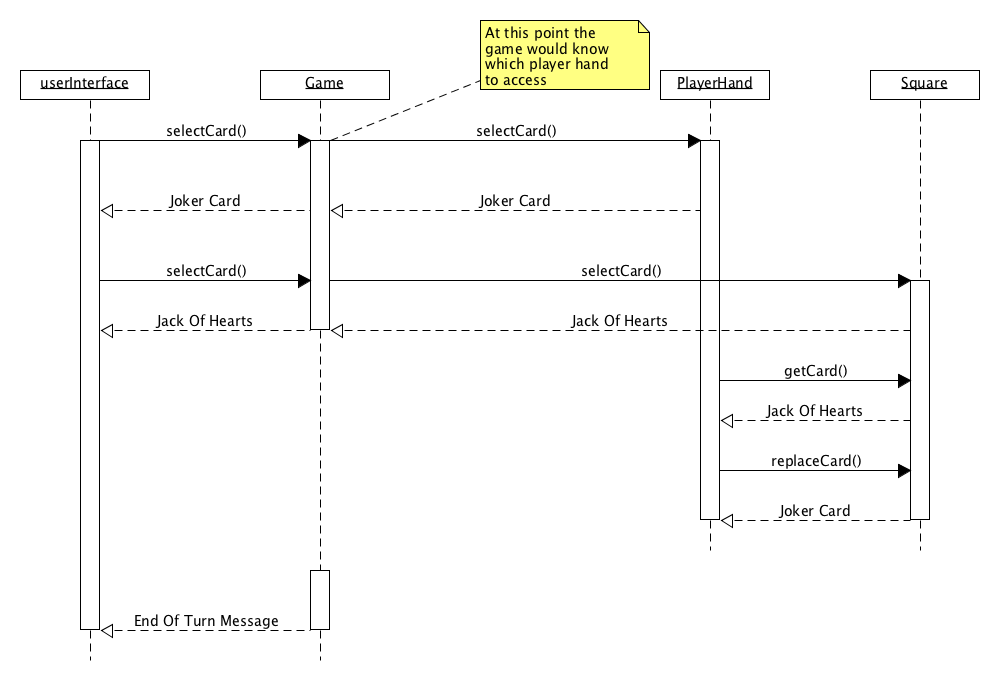 At this point the
game would know
which player hand
to access
userInterface
Game
PlayerHand
Square
selectCard()
selectCard()
Joker Card
Joker Card
selectCard()
selectCard()
Jack Of Hearts
Jack Of Hearts
getCard()
Jack Of Hearts
replaceCard()
Joker Card
End Of Turn Message